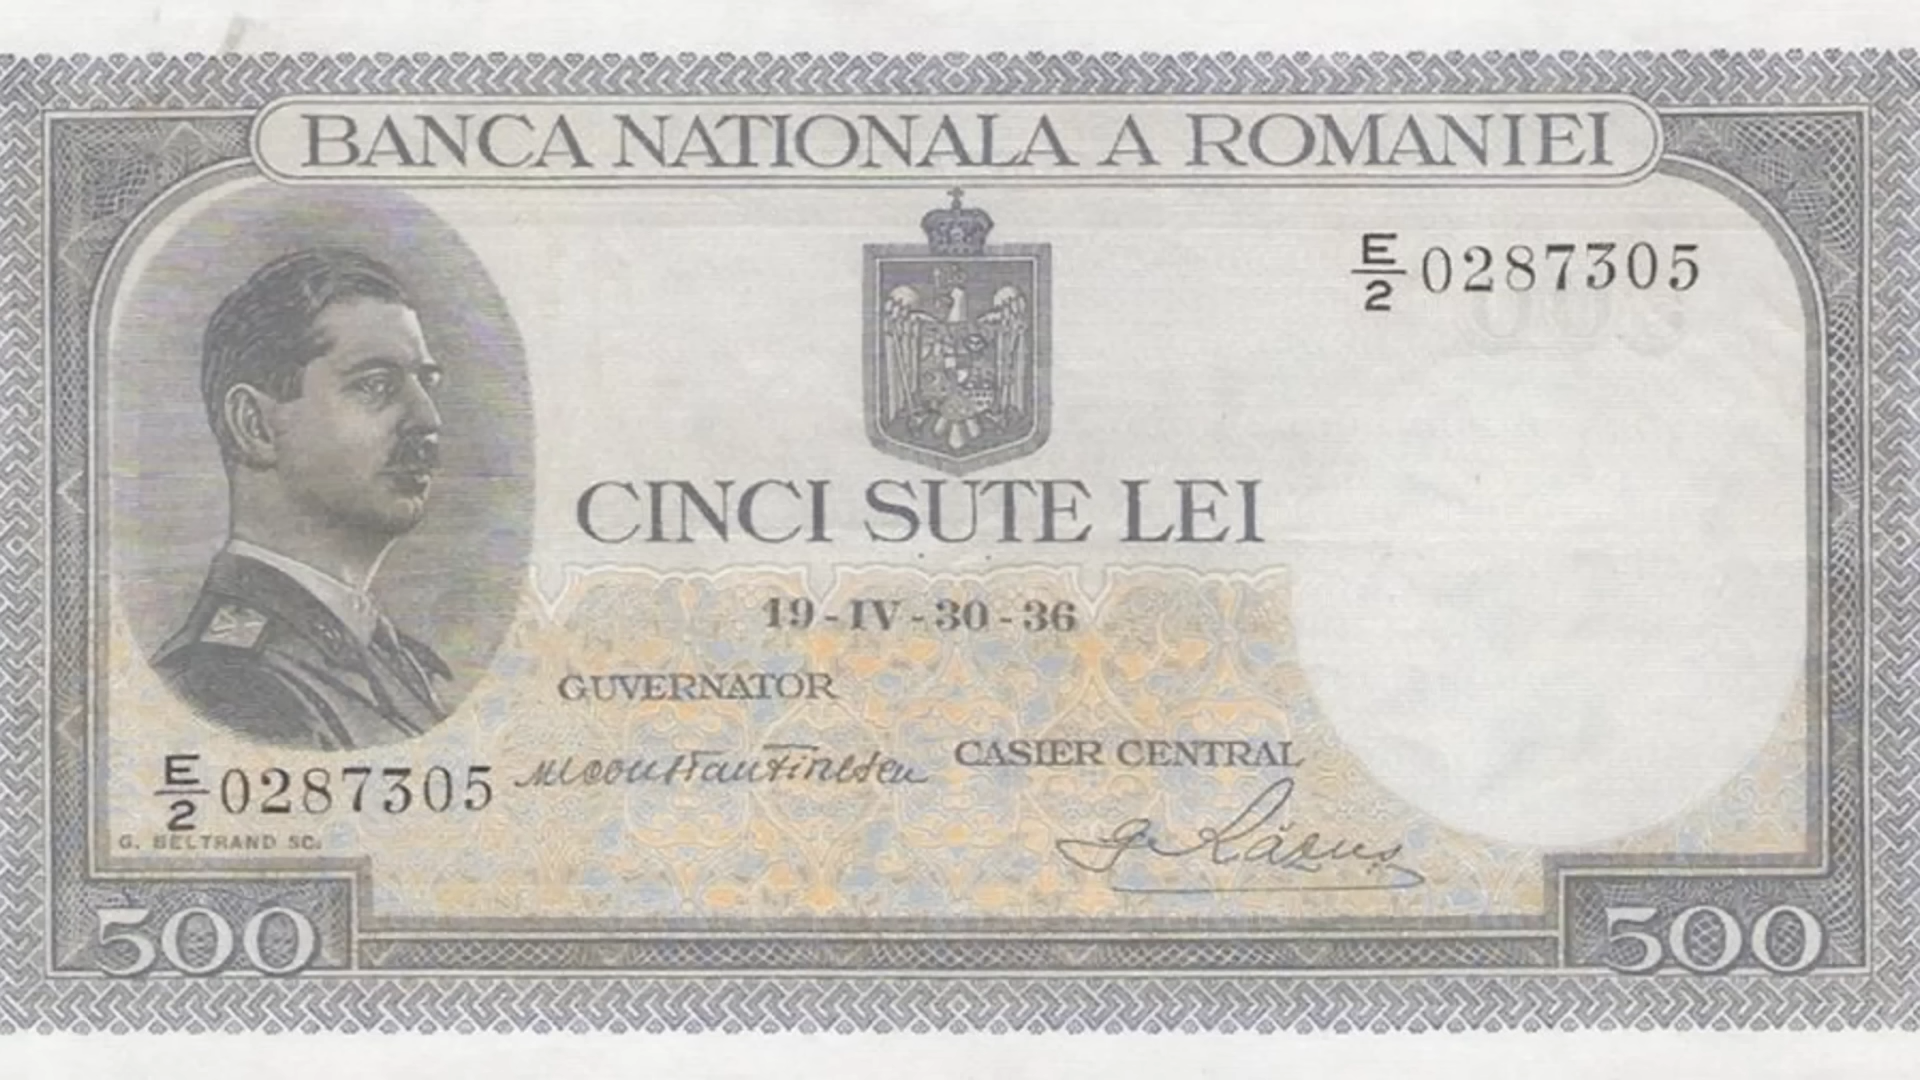 BANCA NATIONALA A ROMANIEI
E/2 0287305
CINCI SUTE LEI
19-IV-30-36
GUVERNATOR
CASIER CENTRAL
E/2 0287305
G. BELTRAND SC.
500
500